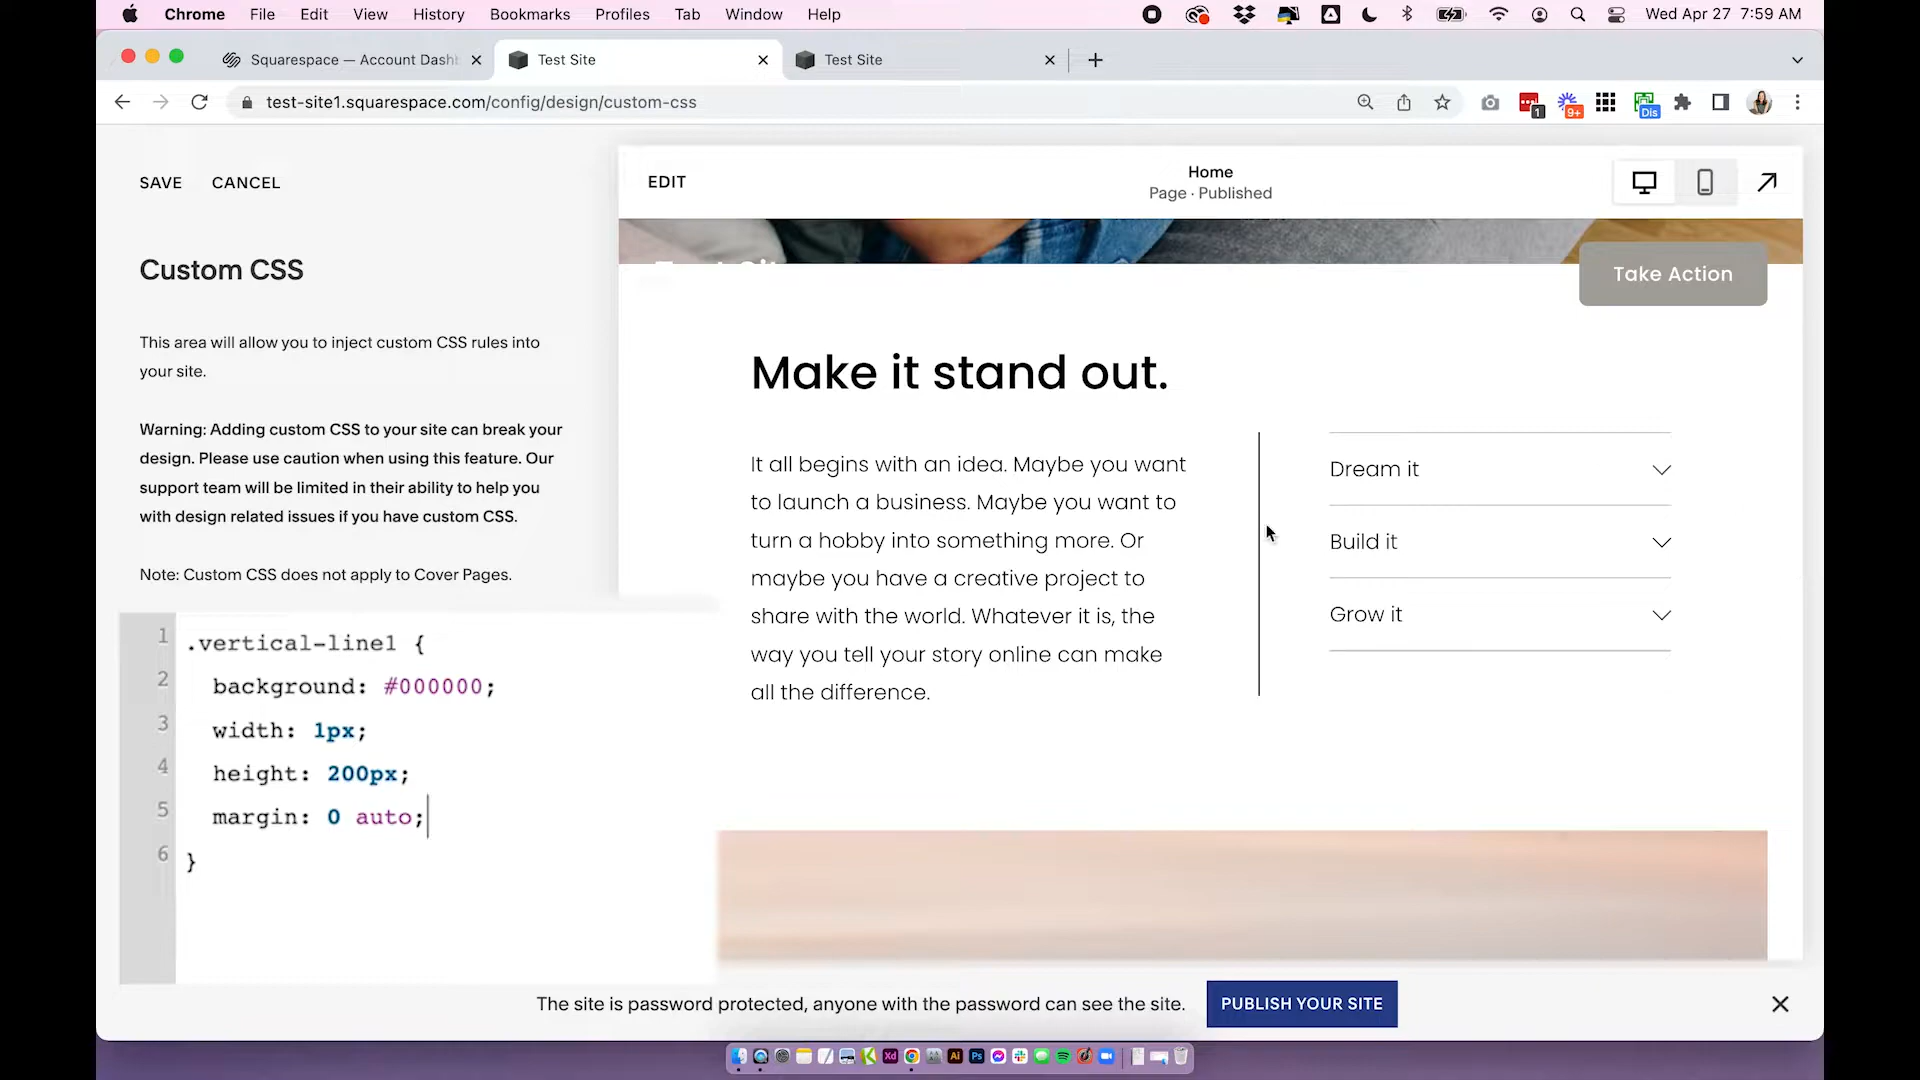 Chrome File Edit View History Bookmarks Profiles Tab Window Help Wed Apr 27 7:59 AM
Squarespace — Account Dasht
Test Site
Test Site
test-site1.squarespace.com/config/design/custom-css
1
9+
Dis
SAVE CANCEL
Custom CSS
This area will allow you to inject custom CSS rules into
your site.
Warning: Adding custom CSS to your site can break your
design. Please use caution when using this feature. Our
support team will be limited in their ability to help you
with design related issues if you have custom CSS.
Note: Custom CSS does not apply to Cover Pages.
1 .vertical-line1 {
2 background: #000000;
3 width: 1px;
4 height: 200px;
5 margin: 0 auto;
6 }
EDIT
Home
Page · Published
Take Action
Make it stand out.
It all begins with an idea. Maybe you want
to launch a business. Maybe you want to
turn a hobby into something more. Or
maybe you have a creative project to
share with the world. Whatever it is, the
way you tell your story online can make
all the difference.
Dream it
Build it
Grow it
The site is password protected, anyone with the password can see the site.
PUBLISH YOUR SITE
Xd
Ai
Ps